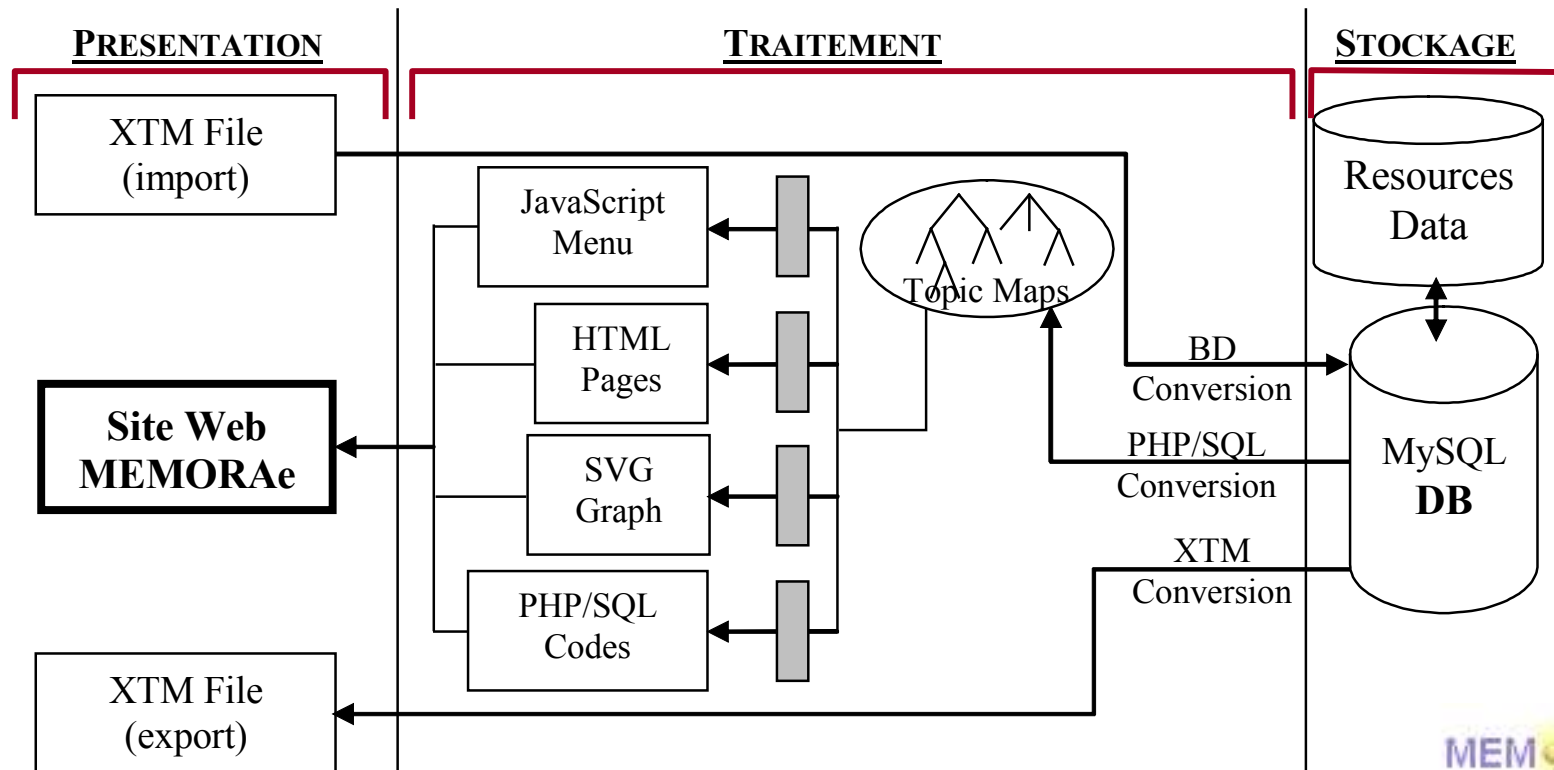 PRESENTATION
TRAITEMENT
STOCKAGE
XTM File
(import)
JavaScript
Menu
Topic Maps
Resources
Data
HTML
Pages
BD
Conversion
Site Web
MEMORAe
SVG
Graph
PHP/SQL
Conversion
MySQL
DB
PHP/SQL
Codes
XTM
Conversion
XTM File
(export)
MEM